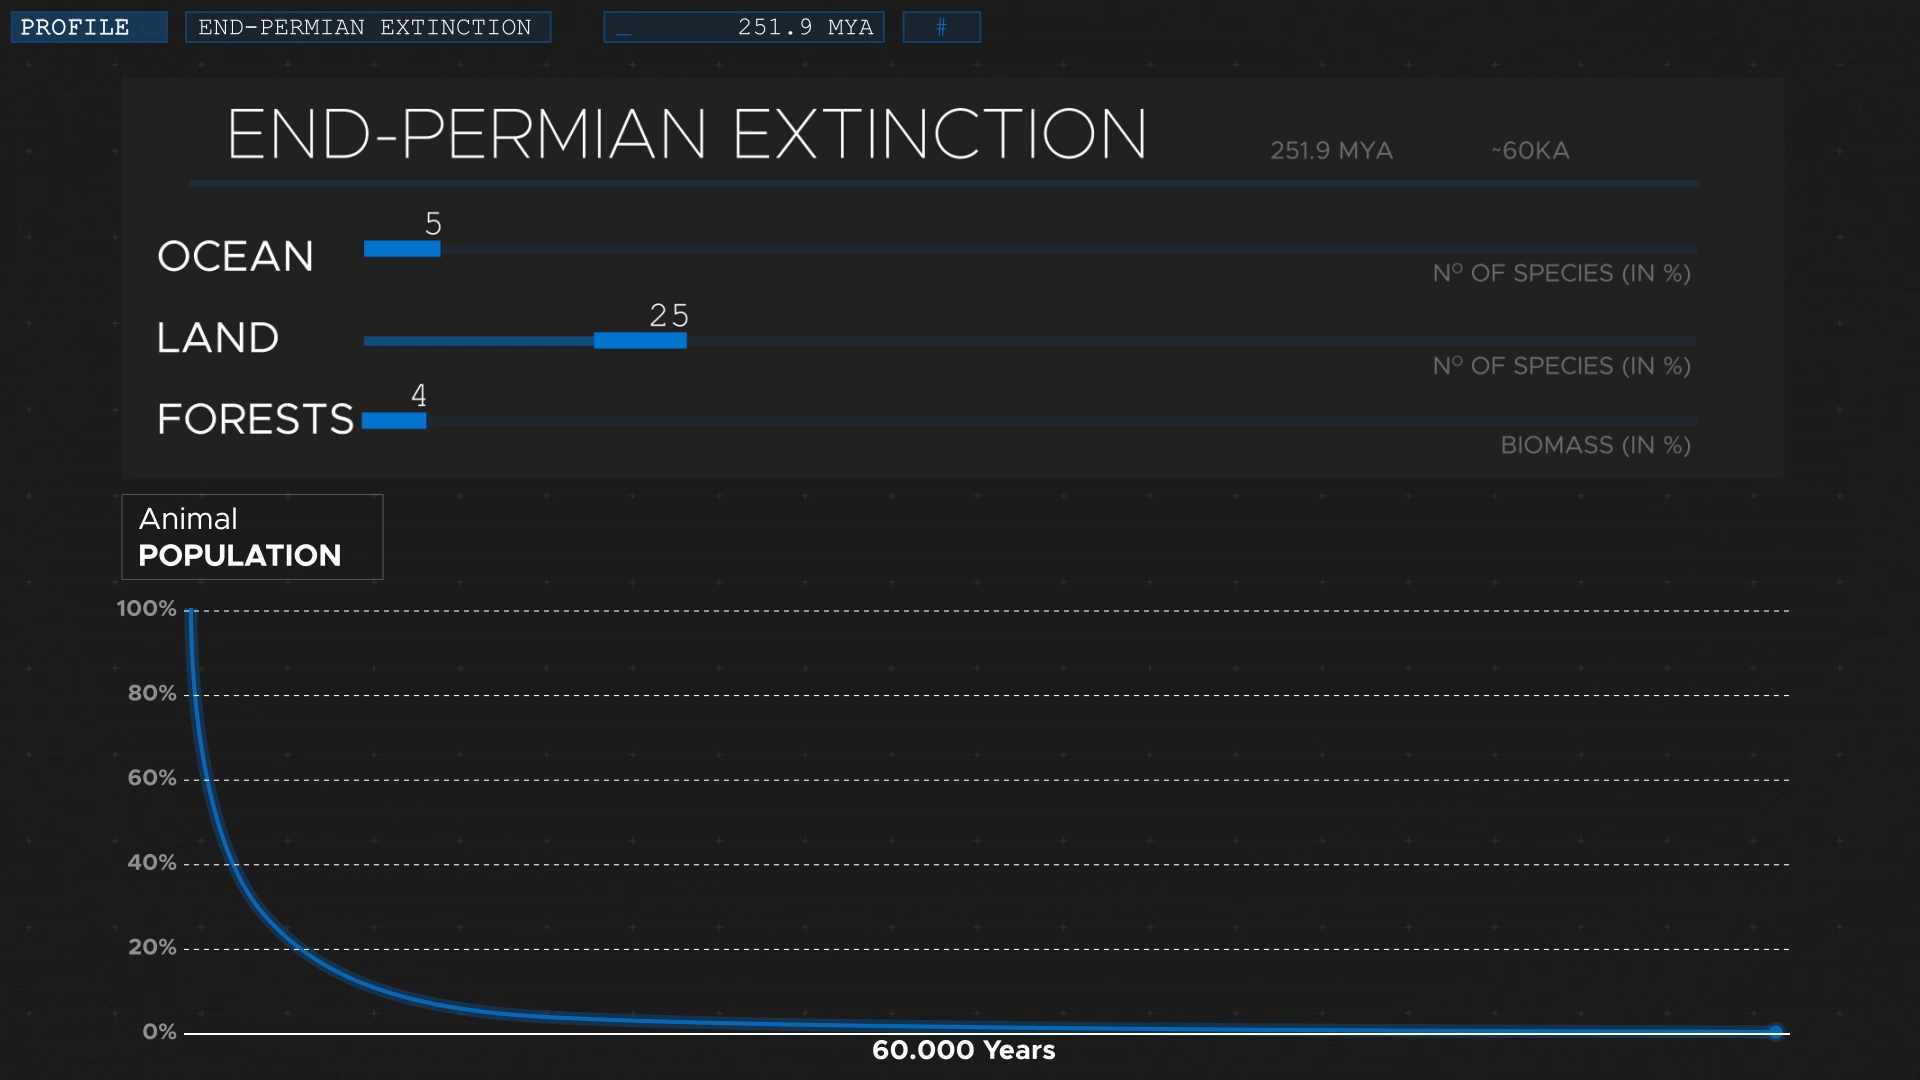 PROFILE END-PERMIAN EXTINCTION _ 251.9 MYA #
END-PERMIAN EXTINCTION 251.9 MYA ~60KA
5
OCEAN
Nº OF SPECIES (IN %)
25
LAND
Nº OF SPECIES (IN %)
4
FORESTS
BIOMASS (IN %)
Animal
POPULATION
100%
80%
60%
40%
20%
0%
60.000 Years